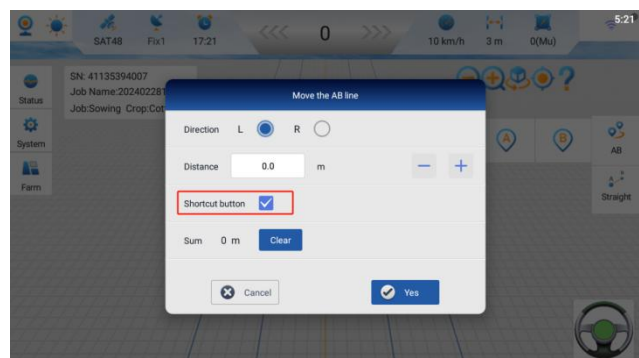 5:21
SAT48 Fix1 17:21 0 10 km/h 3 m 0(Mu)
SN: 41135394007
Job Name:202402281
Job:Sowing Crop:Cot
Status
System
Farm
Move the AB line
Direction L R
Distance 0.0 m
Shortcut button
Sum 0 m Clear
Cancel Yes
A B
AB
Straight